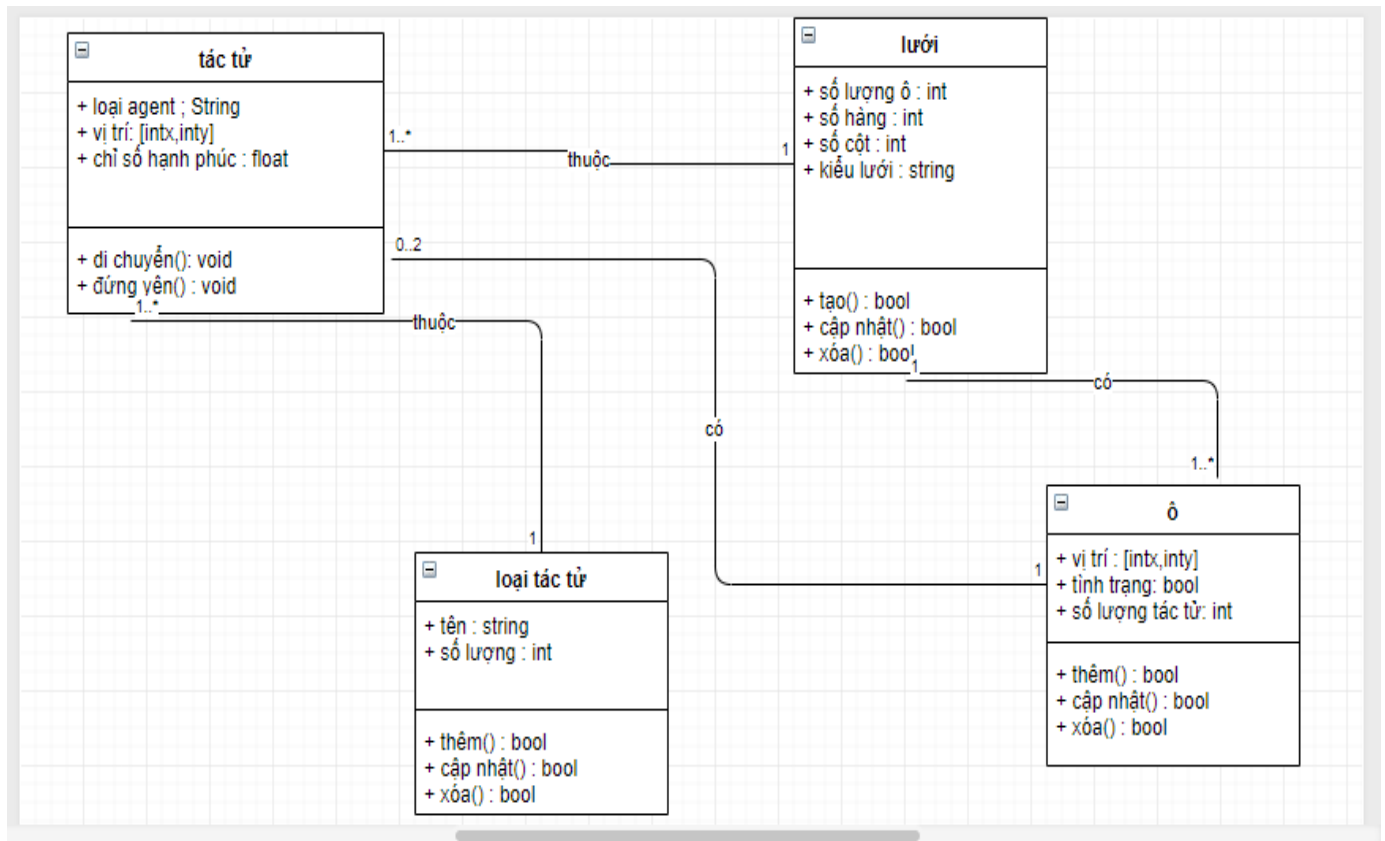 tác tử
+ loại agent ; String
+ vị trí: [intx,inty]
+ chỉ số hạnh phúc : float
+ di chuyển(): void
+ đứng yên() : void
lưới
+ số lượng ô : int
+ số hàng : int
+ số cột : int
+ kiểu lưới : string
+ tạo() : bool
+ cập nhật() : bool
+ xóa() : bool
1..*
thuộc
1
0..2
có
1
1..*
thuộc
1
1
có
1..*
loại tác tử
+ tên : string
+ số lượng : int
+ thêm() : bool
+ cập nhật() : bool
+ xóa() : bool
ô
+ vị trí : [intx,inty]
+ tình trạng: bool
+ số lượng tác tử: int
+ thêm() : bool
+ cập nhật() : bool
+ xóa() : bool